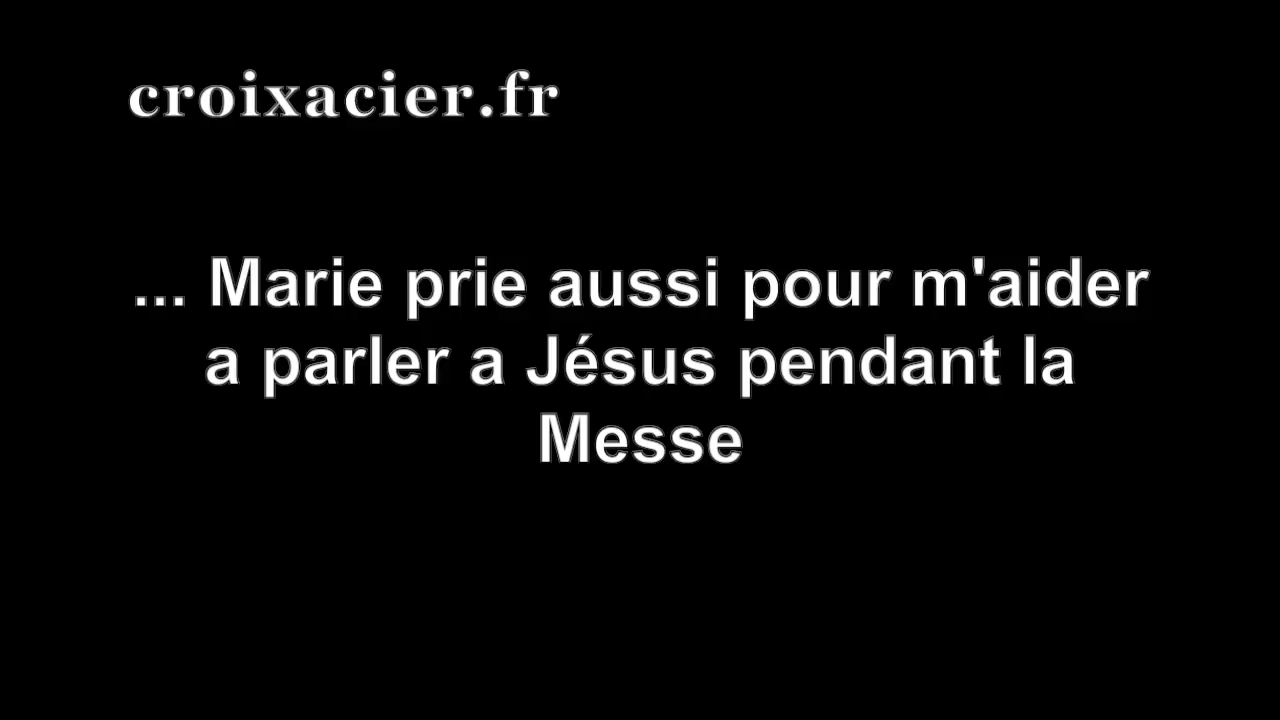 croixacier.fr
... Marie prie aussi pour m'aider
a parler a Jésus pendant la
Messe